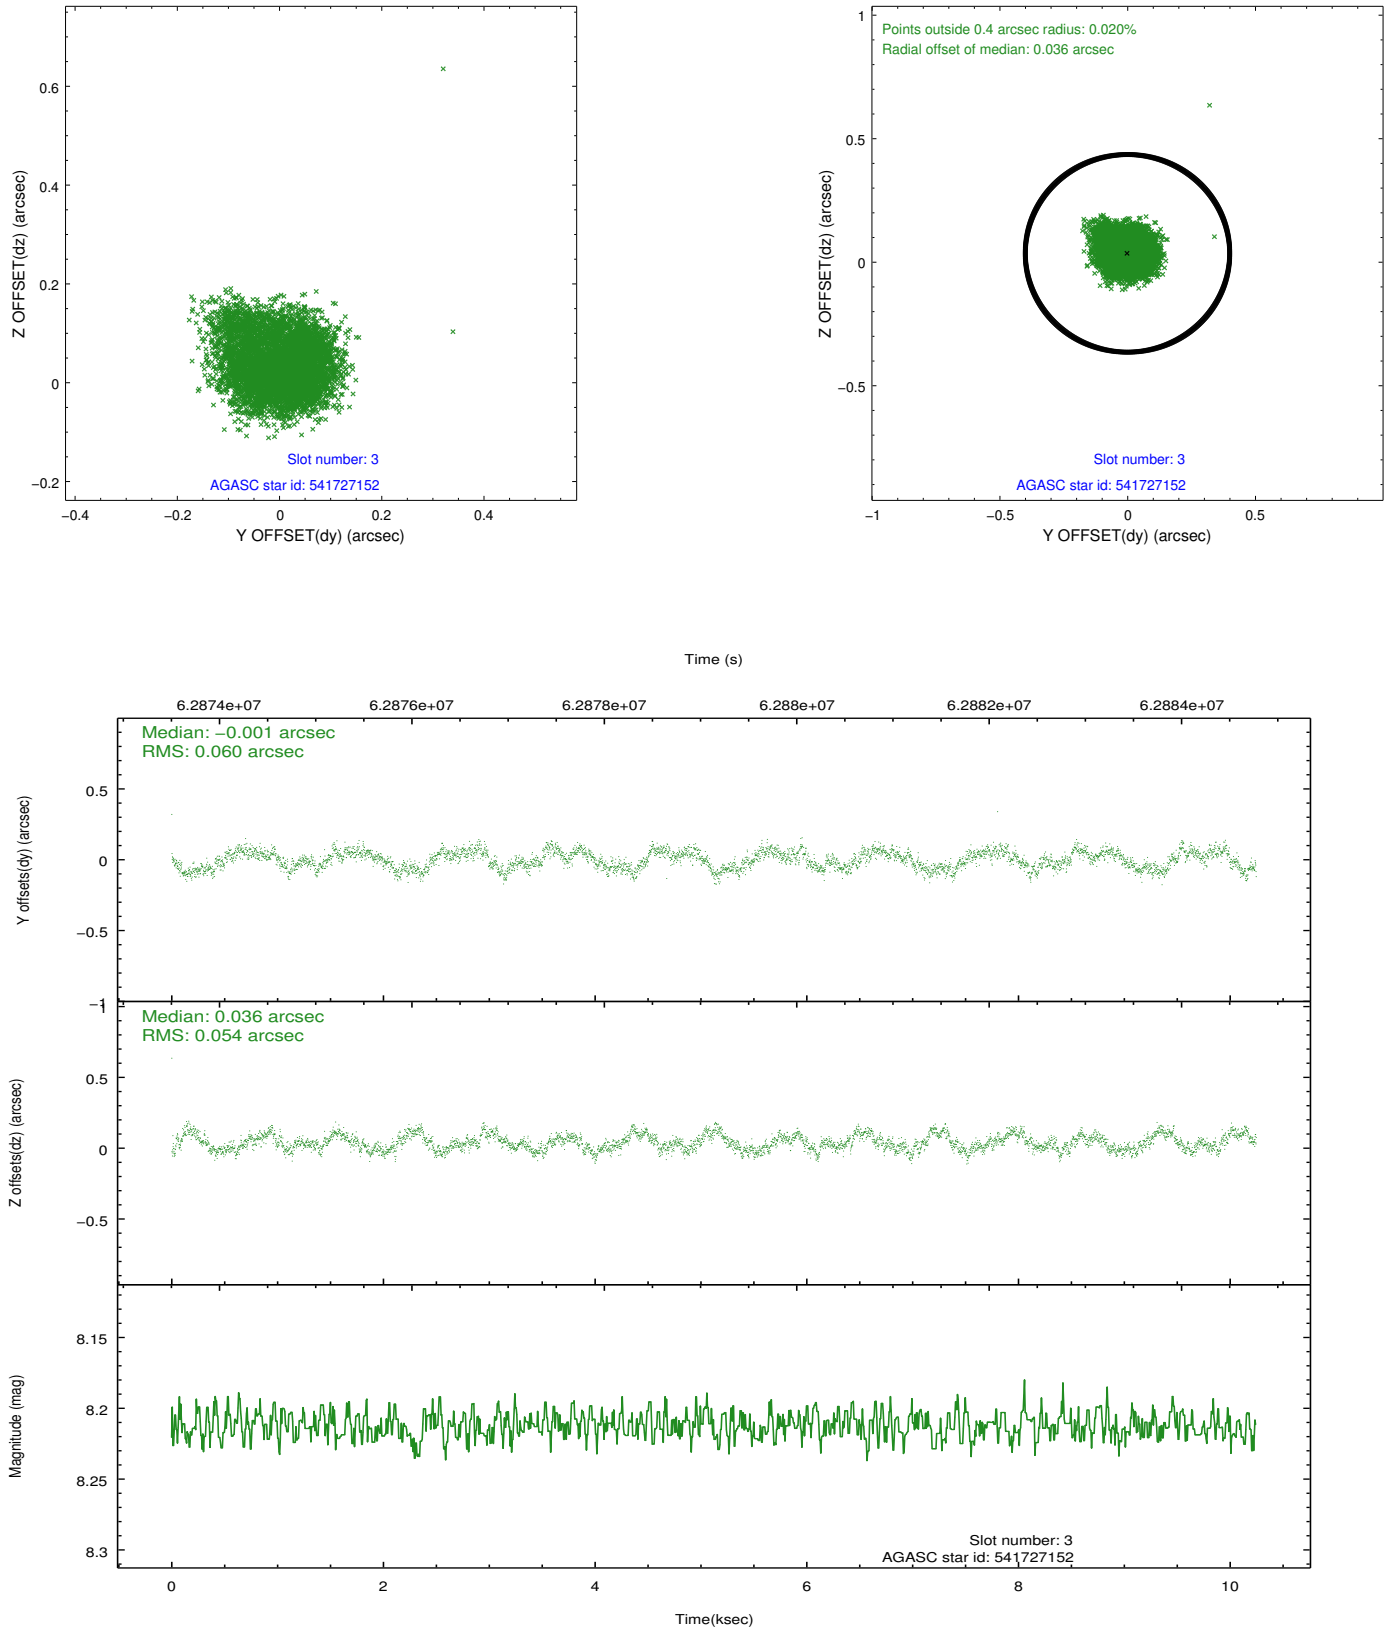 0.6
0.4
0.2
0
−0.2
−0.4
−0.2
0
0.2
0.4
Z OFFSET(dz) (arcsec)
Y OFFSET(dy) (arcsec)
Slot number: 3
AGASC star id: 541727152
Points outside 0.4 arcsec radius: 0.020%
Radial offset of median: 0.036 arcsec
1
0.5
0
−0.5
−1
−0.5
0
0.5
Z OFFSET(dz) (arcsec)
Y OFFSET(dy) (arcsec)
Slot number: 3
AGASC star id: 541727152
Time (s)
6.2874e+07
6.2876e+07
6.2878e+07
6.288e+07
6.2882e+07
6.2884e+07
Median: −0.001 arcsec
RMS: 0.060 arcsec
0.5
0
−0.5
−1
Y offsets(dy) (arcsec)
Median: 0.036 arcsec
RMS: 0.054 arcsec
0.5
0
−0.5
Z offsets(dz) (arcsec)
8.15
8.2
8.25
8.3
Magnitude (mag)
Slot number: 3
AGASC star id: 541727152
0
2
4
6
8
10
Time(ksec)